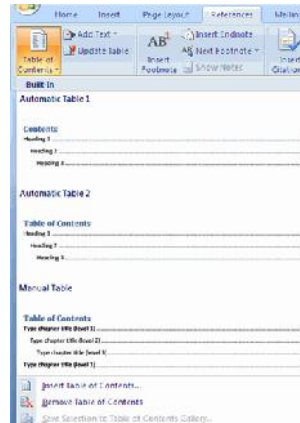 Home Insert Page Layout References Mailin
Table of Contents
Add Text
Update Table
AB Insert Footnote
Insert Endnote
Next Footnote
Show Notes
Insert Citation
Built In
Automatic Table 1
Contents
Heading 1
Heading 2
Heading 3
Automatic Table 2
Table of Contents
Heading 1
Heading 2
Heading 3
Manual Table
Table of Contents
Type chapter title (level 1)
Type chapter title (level 2)
Type chapter title (level 3)
Type chapter title (level 1)
Insert Table of Contents...
Remove Table of Contents
Save Selection to Table of Contents Gallery...